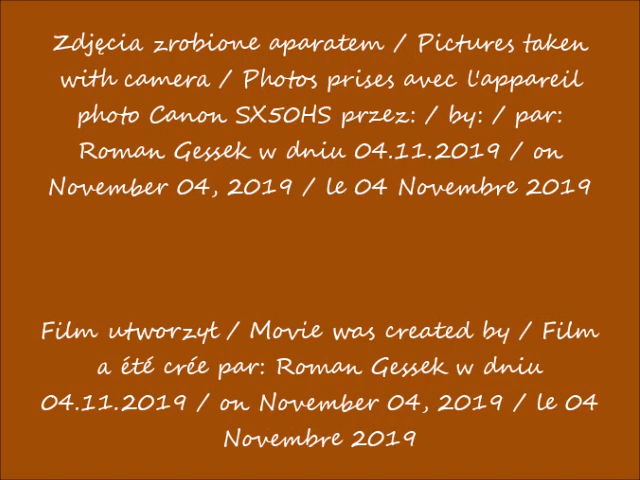 Zdjęcia zrobione aparatem / Pictures taken
with camera / Photos prises avec l'appareil
photo Canon SX50HS przez: / by: / par:
Roman Gessek w dniu 04.11.2019 / on
November 04, 2019 / le 04 Novembre 2019
Film utworzył / Movie was created by / Film
a été crée par: Roman Gessek w dniu
04.11.2019 / on November 04, 2019 / le 04
Novembre 2019